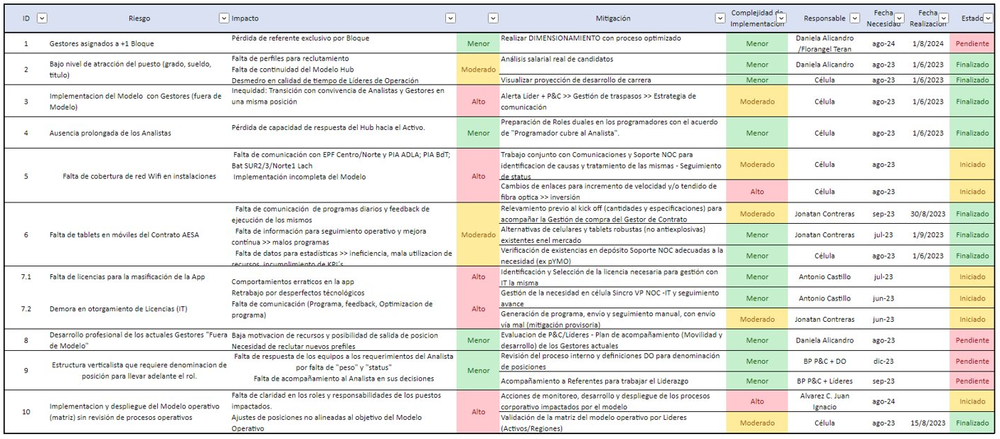 ID Riesgo Impacto Mitigación Complejidad de Implementación Responsable Fecha Necesidad Fecha Realización Estado
1 Gestores asignados a +1 Bloque
Pérdida de referente exclusivo por Bloque
Menor
Realizar DIMENSIONAMIENTO con proceso optimizado
Menor
Daniela Alicandro
/Florangel Teran
ago-24 1/8/2024 Pendiente
2 Bajo nivel de atracción del puesto (grado, sueldo,
titulo)
Falta de perfiles para reclutamiento
Falta de continuidad del Modelo Hub
Desmedro en calidad de tiempo de Líderes de Operación
Moderado
Análisis salarial real de candidatos
Menor Daniela Alicandro ago-23 1/6/2023 Finalizado
Visualizar proyección de desarrollo de carrera
Menor Célula ago-23 1/6/2023 Finalizado
3 Implementacion del Modelo con Gestores (fuera de
Modelo)
Inequidad: Transición con convivencia de Analistas y Gestores en
una misma posición
Alto
Alerta Líder + P&C >> Gestión de traspasos >> Estrategia de
comunicación
Moderado Célula ago-23 1/6/2023 Finalizado
4 Ausencia prolongada de los Analistas
Pérdida de capacidad de respuesta del Hub hacia el Activo.
Menor
Preparación de Roles duales en los programadores con el acuerdo
de "Programador cubre al Analista".
Menor Célula ago-23 1/6/2023 Finalizado
5 Falta de cobertura de red Wifi en instalaciones
Falta de comunicación con EPF Centro/Norte y PIA ADLA; PIA BdT;
Bat SUR2/3/Norte1 Lach
Implementación incompleta del Modelo
Alto
Trabajo conjunto con Comunicaciones y Soporte NOC para
identificacion de causas y tratamiento de las mismas - Seguimiento
de status
Moderado Célula ago-23 Iniciado
Cambios de enlaces para incremento de velocidad y/o tendido de
fibra optica >> inversión
Alto Célula ago-23 Iniciado
6 Falta de tablets en móviles del Contrato AESA
Falta de comunicación de programas diarios y feedback de
ejecución de los mismos
Falta de información para seguimiento operativo y mejora
contínua >> malos programas
Falta de datos para estadísticas >> ineficiencia, mala utilizacion de
recursos, incumplimiento de KPI´s
Moderado
Relevamiento previo al kick off (cantidades y especificaciones) para
acompañar la Gestión de compra del Gestor de Contrato
Moderado Jonatan Contreras sep-23 30/8/2023 Finalizado
Alternativas de celulares y tablets robustas (no antiexplosivas)
existentes enel mercado
Menor Jonatan Contreras jul-23 1/9/2023 Finalizado
Verificación de existencias en depósito Soporte NOC adecuadas a la
necesidad (ex pYMO)
Menor Célula ago-23 1/6/2023 Finalizado
7.1 Falta de licencias para la masificación de la App
Alto
7.2 Demora en otorgamiento de Licencias (IT)
Comportamientos erraticos en la app
Retrabajo por desperfectos técnológicos
Falta de comunicación (Programa, feedback, Optimizacion de
programa)
Alto
Identificación y Selección de la licencia necesaria para gestión con
IT la misma
Menor Antonio Castillo jul-23 Iniciado
Gestión de la necesidad en célula Sincro VP NOC -IT y seguimiento
avance
Menor Antonio Castillo jun-23 Iniciado
Generación de programa, envío y seguimiento manual, con envío
vía mal (mitigación provisoria)
Moderado Jonatan Contreras jun-23 Iniciado
8 Desarrollo profesional de los actuales Gestores "Fuera
de Modelo"
Baja motivacion de recursos y posibilidad de salida de posicion
Necesidad de reclutar nuevos prefiles
Menor
Evaluacion de P&C/Líderes - Plan de acompañamiento (Movilidad y
desarrollo) de los Gestores actuales
Menor Daniela Alicandro ago-23 Pendiente
9 Estructura verticalista que requiere denominacion de
posición para llevar adelante el rol.
Falta de respuesta de los equipos a los requerimientos del Analista
por falta de "peso" y "status"
Falta de acompañamiento al Analista en sus decisiones
Menor
Revisión del proceso interno y definiciones DO para denominación
de posiciones
Menor BP P&C + DO dic-23 Pendiente
Acompañamiento a Referentes para trabajar el Liderazgo
Menor BP P&C + Líderes sep-23 Pendiente
10 Implementacion y despliegue del Modelo operativo
(matriz) sin revisión de procesos operativos
Falta de claridad en los roles y responsabilidades de los puestos
impactados.
Ajustes de posiciones no alineadas al objetivo del Modelo
Operativo
Alto
Acciones de monitoreo, desarrollo y despliegue de los procesos
corporativo impactados por el modelo
Alto
Alvarez C. Juan
Ignacio
ago-24 Iniciado
Validación de la matriz del modelo operativo por Lideres
(Activos/Regiones)
Moderado Célula ago-23 15/8/2023 Finalizado